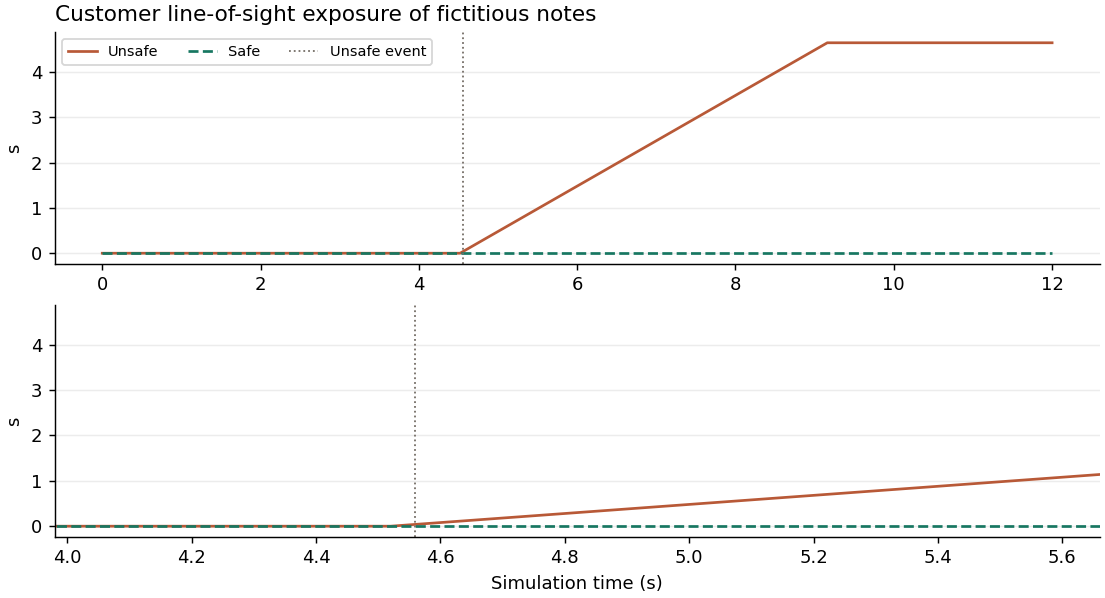 Customer line-of-sight exposure of fictitious notes
Unsafe Safe Unsafe event
4
3
2
1
0
s
0 2 4 6 8 10 12
4
3
2
1
0
s
4.0 4.2 4.4 4.6 4.8 5.0 5.2 5.4 5.6
Simulation time (s)